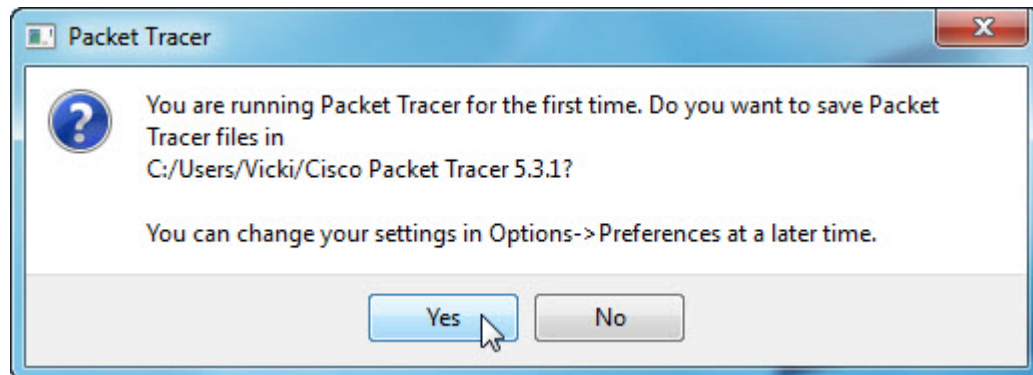 Packet Tracer
You are running Packet Tracer for the first time. Do you want to save Packet
Tracer files in
C:/Users/Vicki/Cisco Packet Tracer 5.3.1?
You can change your settings in Options->Preferences at a later time.
Yes No